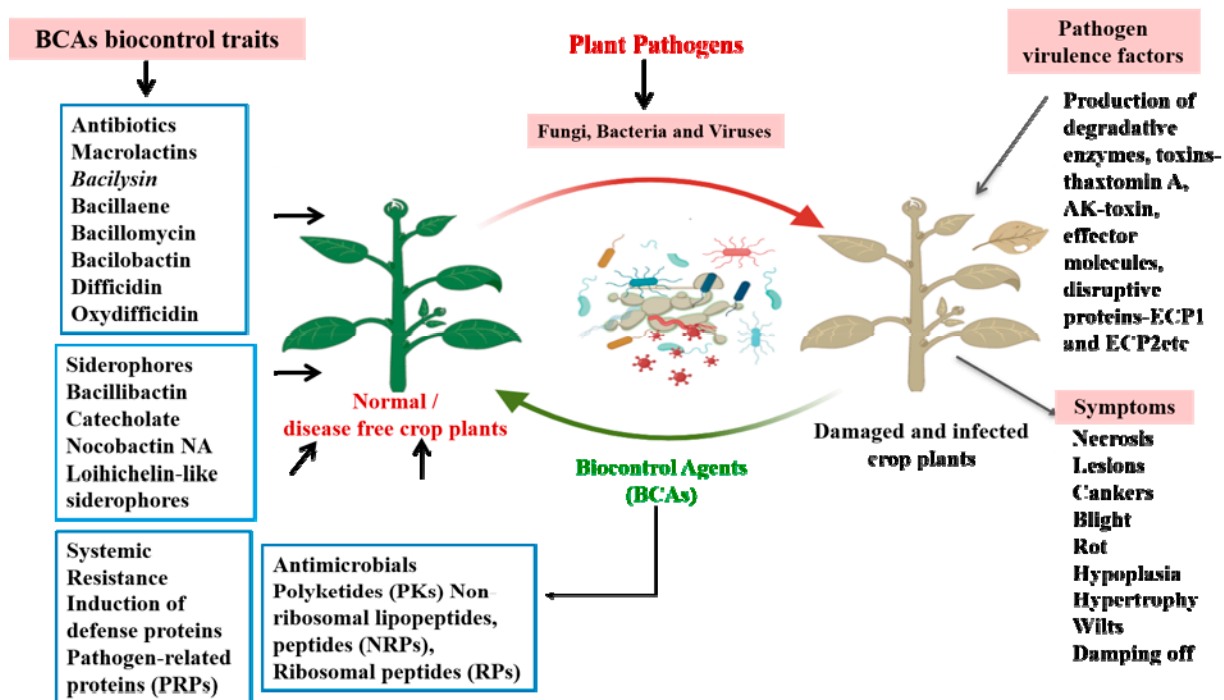 BCAs biocontrol traits
Antibiotics
Macrolactins
Bacilysin
Bacillaene
Bacillomycin
Bacilobactin
Difficidin
Oxydifficidin
Siderophores
Bacillibactin
Catecholate
Nocobactin NA
Loihichelin-like
siderophores
Systemic
Resistance
Induction of
defense proteins
Pathogen-related
proteins (PRPs)
Antimicrobials
Polyketides (PKs) Non-
ribosomal lipopeptides,
peptides (NRPs),
Ribosomal peptides (RPs)
Plant Pathogens
Fungi, Bacteria and Viruses
Normal /
disease free crop plants
Biocontrol Agents
(BCAs)
Damaged and infected
crop plants
Pathogen
virulence factors
Production of
degradative
enzymes, toxins-
thaxtomin A,
AK-toxin,
effector
molecules,
disruptive
proteins-ECP1
and ECP2etc
Symptoms
Necrosis
Lesions
Cankers
Blight
Rot
Hypoplasia
Hypertrophy
Wilts
Damping off